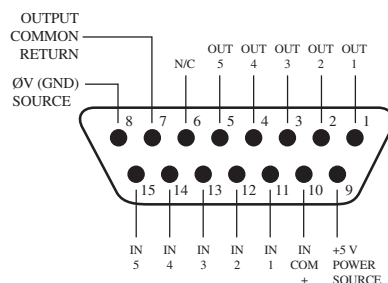 OUTPUT
COMMON
RETURN
ØV (GND)
SOURCE
N/C
OUT
5
OUT
4
OUT
3
OUT
2
OUT
1
8 7 6 5 4 3 2 1
15 14 13 12 11 10 9
IN
5
IN
4
IN
3
IN
2
IN
1
IN
COM
+
+5 V
POWER
SOURCE